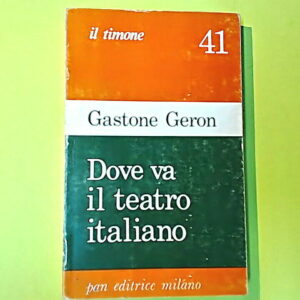 il timone
41
Gastone Geron
Dove va
il teatro
italiano
pan editrice milano